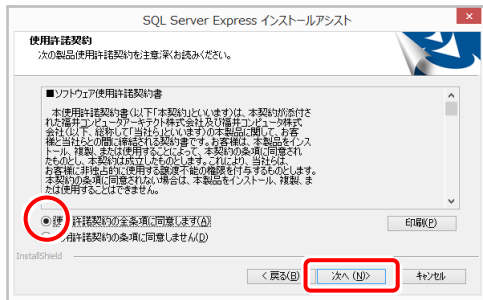 SQL Server Express インストールアシスト
使用許諾契約
次の製品使用許諾契約を注意深くお読みください。
■ソフトウェア使用許諾契約書
本使用許諾契約書(以下「本契約」といいます)は、本契約が添付さ
れた福井コンピュータアーキテクト株式会社及び福井コンピュータ株式
会社(以下、総称して「当社ら」といいます)の本製品に関して、お客
様と当社らとの間に締結される契約書です。お客様は、本製品をインス
トール、複製、または使用することによって、本契約の条項に同意され
たものとし、本契約は成立したものとします。これにより、当社らは、
お客様に非独占的に使用する譲渡不能の権限を付与するものとします。
本契約の条項に同意されない場合は、本製品をインストール、複製、ま
たは使用することはできません。
許諾契約の全条項に同意します(A)
印刷(P)
用許諾契約の条項に同意しません(D)
InstallShield
< 戻る(B)
次へ (N)>
キャンセル